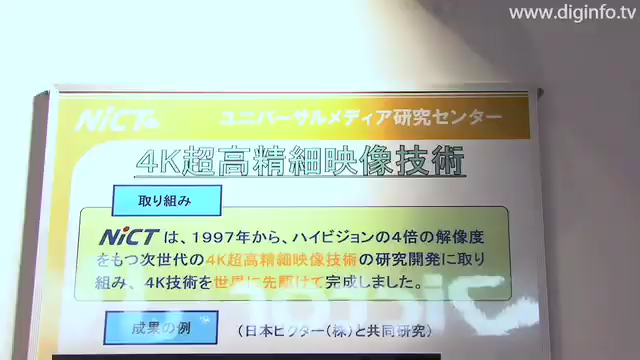 www.diginfo.tv
NiCT ユニバーサルメディア研究センター
4K超高精細映像技術
取り組み
NiCT は、1997年から、ハイビジョンの4倍の解像度
をもつ次世代の4K超高精細映像技術の研究開発に取り
組み、4K技術を世界に先駆けて完成しました。
成果の例 (日本ビクター(株)と共同研究)